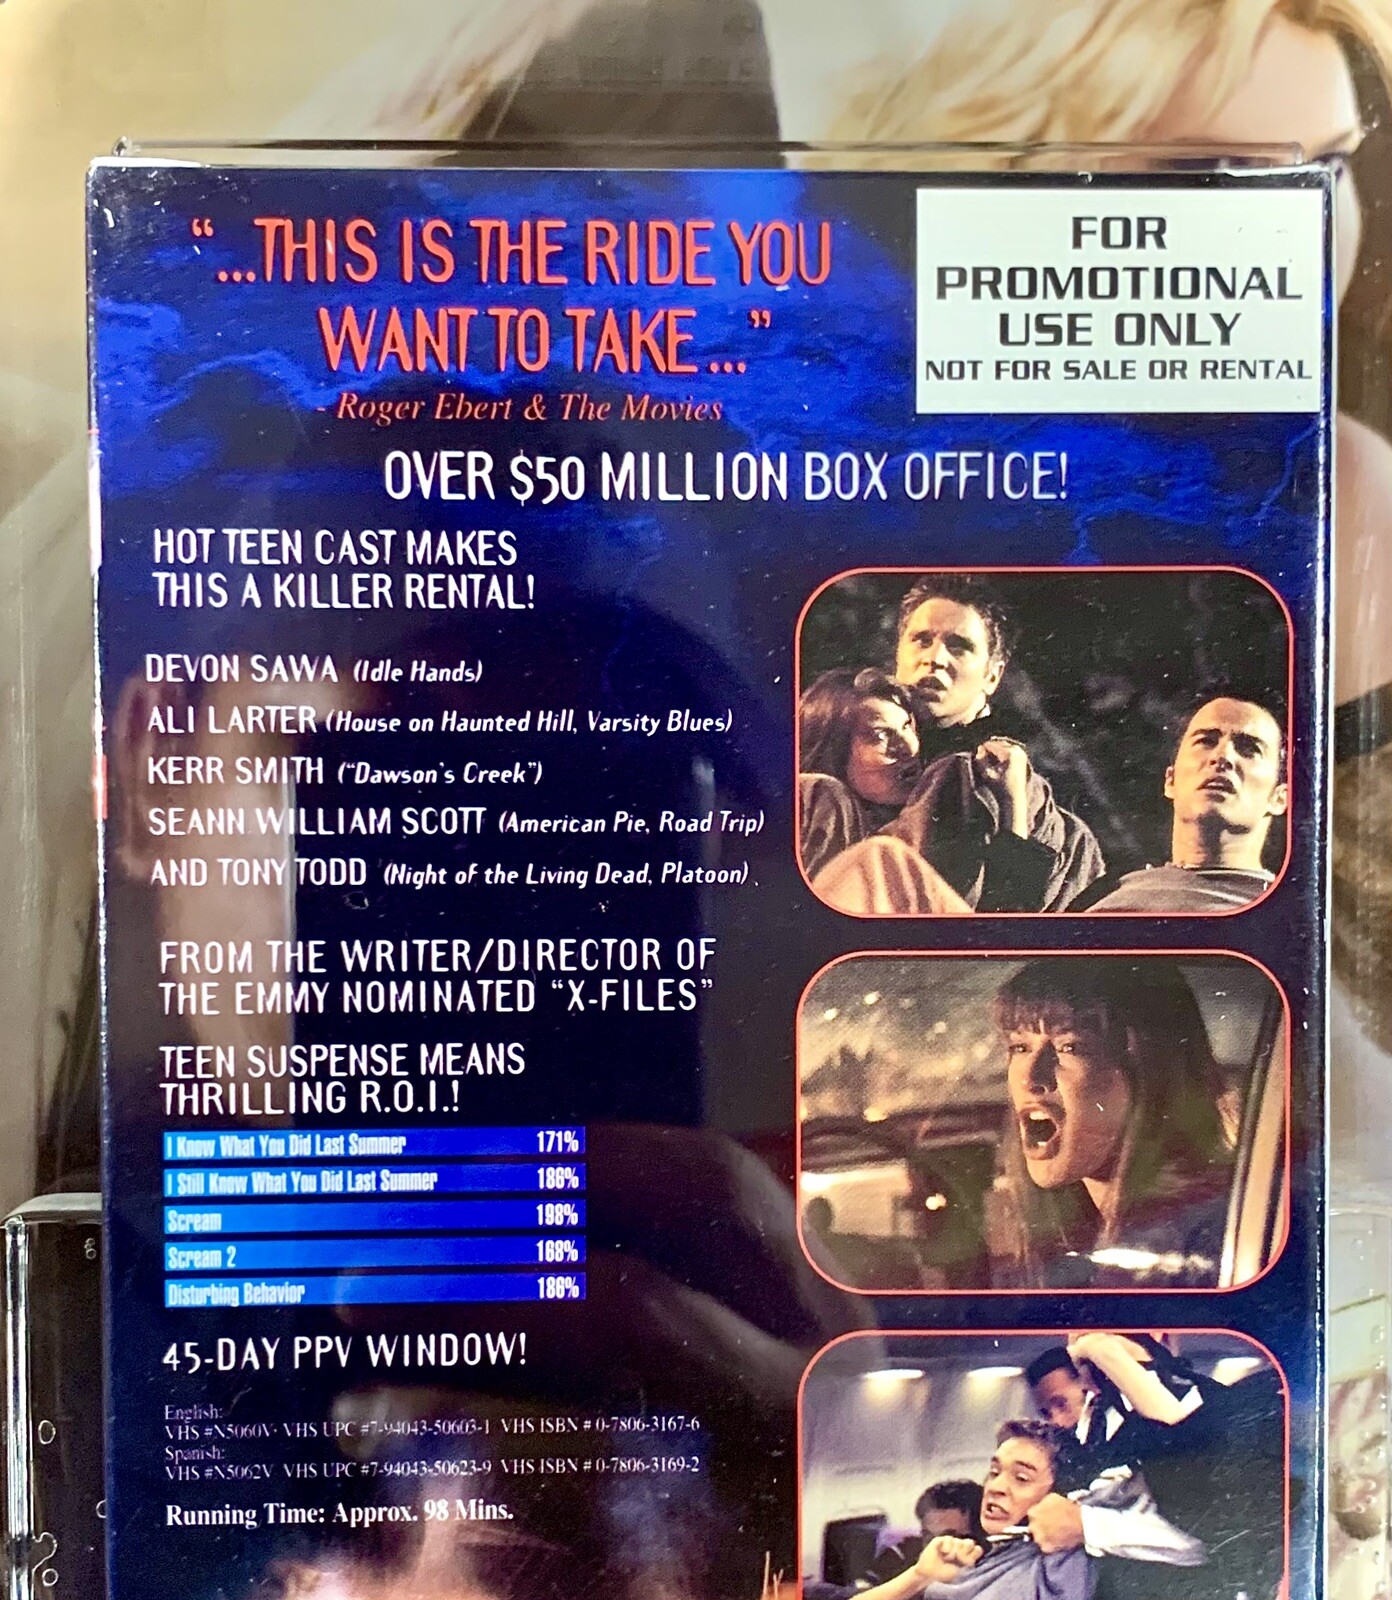 “...THIS IS THE RIDE YOU
WANT TO TAKE...”
- Roger Ebert & The Movies
FOR
PROMOTIONAL
USE ONLY
NOT FOR SALE OR RENTAL
OVER $50 MILLION BOX OFFICE!
HOT TEEN CAST MAKES
THIS A KILLER RENTAL!
DEVON SAWA (Idle Hands)
ALI LARTER (House on Haunted Hill, Varsity Blues)
KERR SMITH (“Dawson's Creek”)
SEANN WILLIAM SCOTT (American Pie, Road Trip)
AND TONY TODD (Night of the Living Dead, Platoon)
FROM THE WRITER/DIRECTOR OF
THE EMMY NOMINATED “X-FILES”
TEEN SUSPENSE MEANS
THRILLING R.O.I.!
I Know What You Did Last Summer 171%
I Still Know What You Did Last Summer 186%
Scream 198%
Scream 2 168%
Disturbing Behavior 186%
45-DAY PPV WINDOW!
English:
VHS #N5060V· VHS UPC #7-94043-50603-1 VHS ISBN # 0-7806-3167-6
Spanish:
VHS #N5062V VHS UPC #7-94043-50623-9 VHS ISBN # 0-7806-3169-2
Running Time: Approx. 98 Mins.